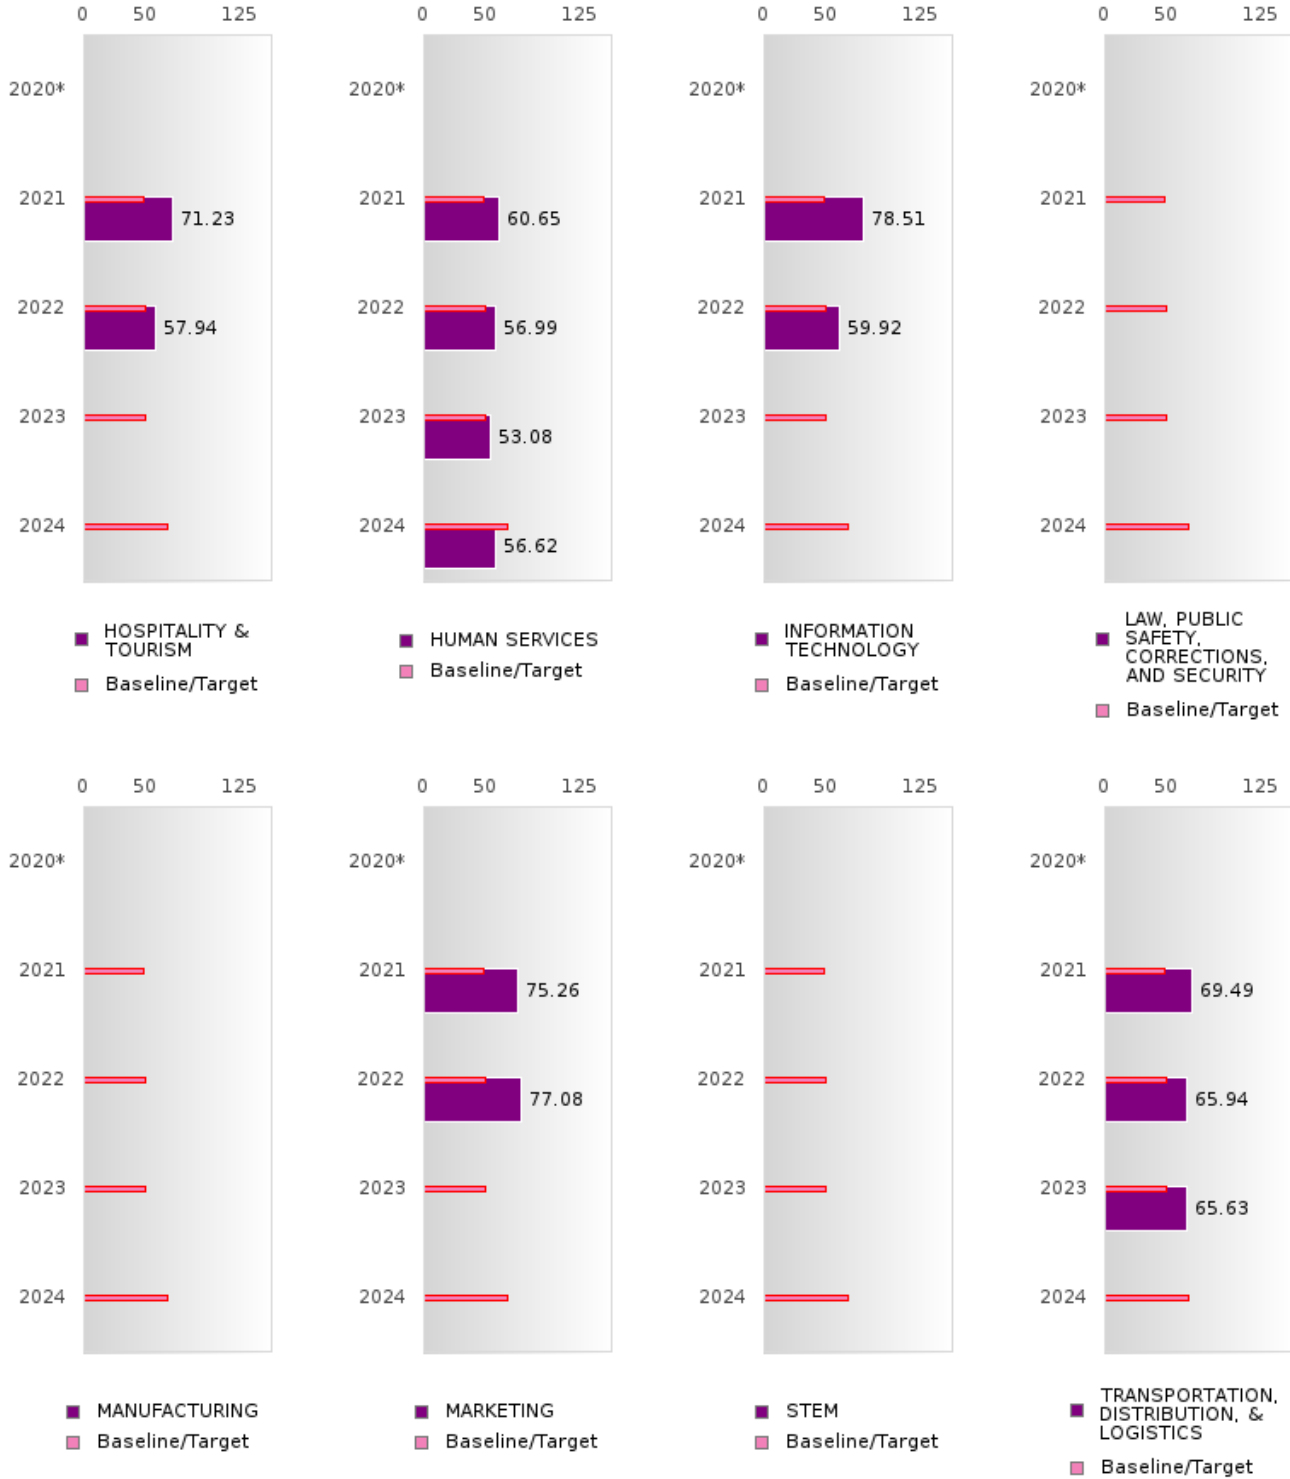 0 50 125
2020*
2021 71.23
2022 57.94
2023
2024
HOSPITALITY &
TOURISM
Baseline/Target
0 50 125
2020*
2021 60.65
2022 56.99
2023 53.08
2024 56.62
HUMAN SERVICES
Baseline/Target
0 50 125
2020*
2021 78.51
2022 59.92
2023
2024
INFORMATION
TECHNOLOGY
Baseline/Target
0 50 125
2020*
2021
2022
2023
2024
LAW, PUBLIC
SAFETY,
CORRECTIONS,
AND SECURITY
Baseline/Target
0 50 125
2020*
2021
2022
2023
2024
MANUFACTURING
Baseline/Target
0 50 125
2020*
2021 75.26
2022 77.08
2023
2024
MARKETING
Baseline/Target
0 50 125
2020*
2021
2022
2023
2024
STEM
Baseline/Target
0 50 125
2020*
2021 69.49
2022 65.94
2023 65.63
2024
TRANSPORTATION,
DISTRIBUTION, &
LOGISTICS
Baseline/Target